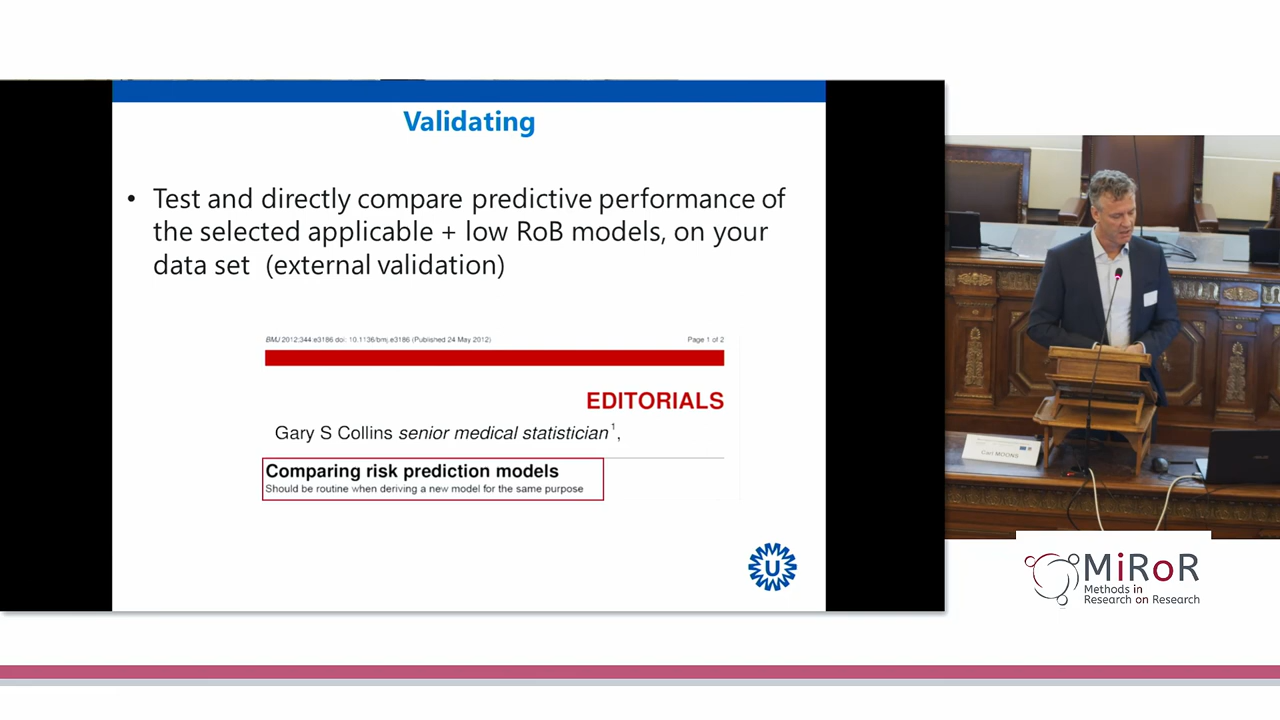 Validating
• Test and directly compare predictive performance of
the selected applicable + low RoB models, on your
data set (external validation)
BMJ 2012;344:e3186 doi: 10.1136/bmj.e3186 (Published 24 May 2012)
Page 1 of 2
EDITORIALS
Gary S Collins senior medical statistician1,
Comparing risk prediction models
Should be routine when deriving a new model for the same purpose
U
Carl MOONS
MiRoR
Methods in
Research on Research